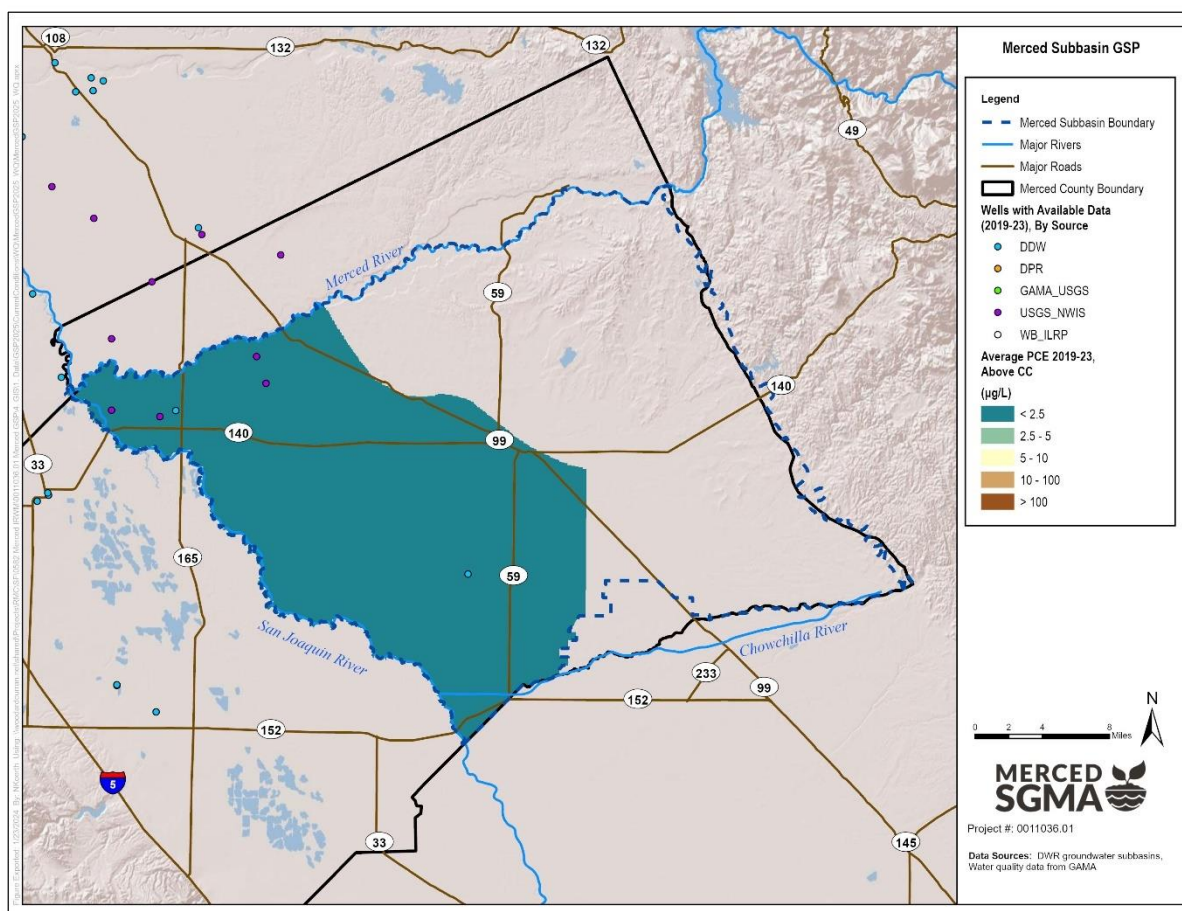 108
132
132
49
Merced River
59
140
140
99
33
165
59
San Joaquin River
Chowchilla River
233
99
152
152
5
33
145
Merced Subbasin GSP
Legend
Merced Subbasin Boundary
Major Rivers
Major Roads
Merced County Boundary
Wells with Available Data
(2019-23), By Source
DDW
DPR
GAMA_USGS
USGS_NWIS
WB_ILRP
Average PCE 2019-23,
Above CC
(µg/L)
< 2.5
2.5 - 5
5 - 10
10 - 100
> 100
N
0 2 4 8
Miles
MERCED
SGMA
Project #: 0011036.01
Data Sources: DWR groundwater subbasins,
Water quality data from GAMA